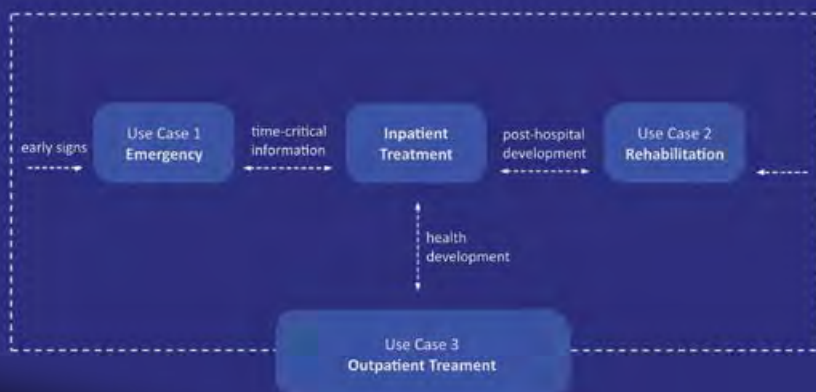 early signs
Use Case 1
Emergency
time-critical
information
Inpatient
Treatment
post-hospital
development
Use Case 2
Rehabilitation
health
development
Use Case 3
Outpatient Treament